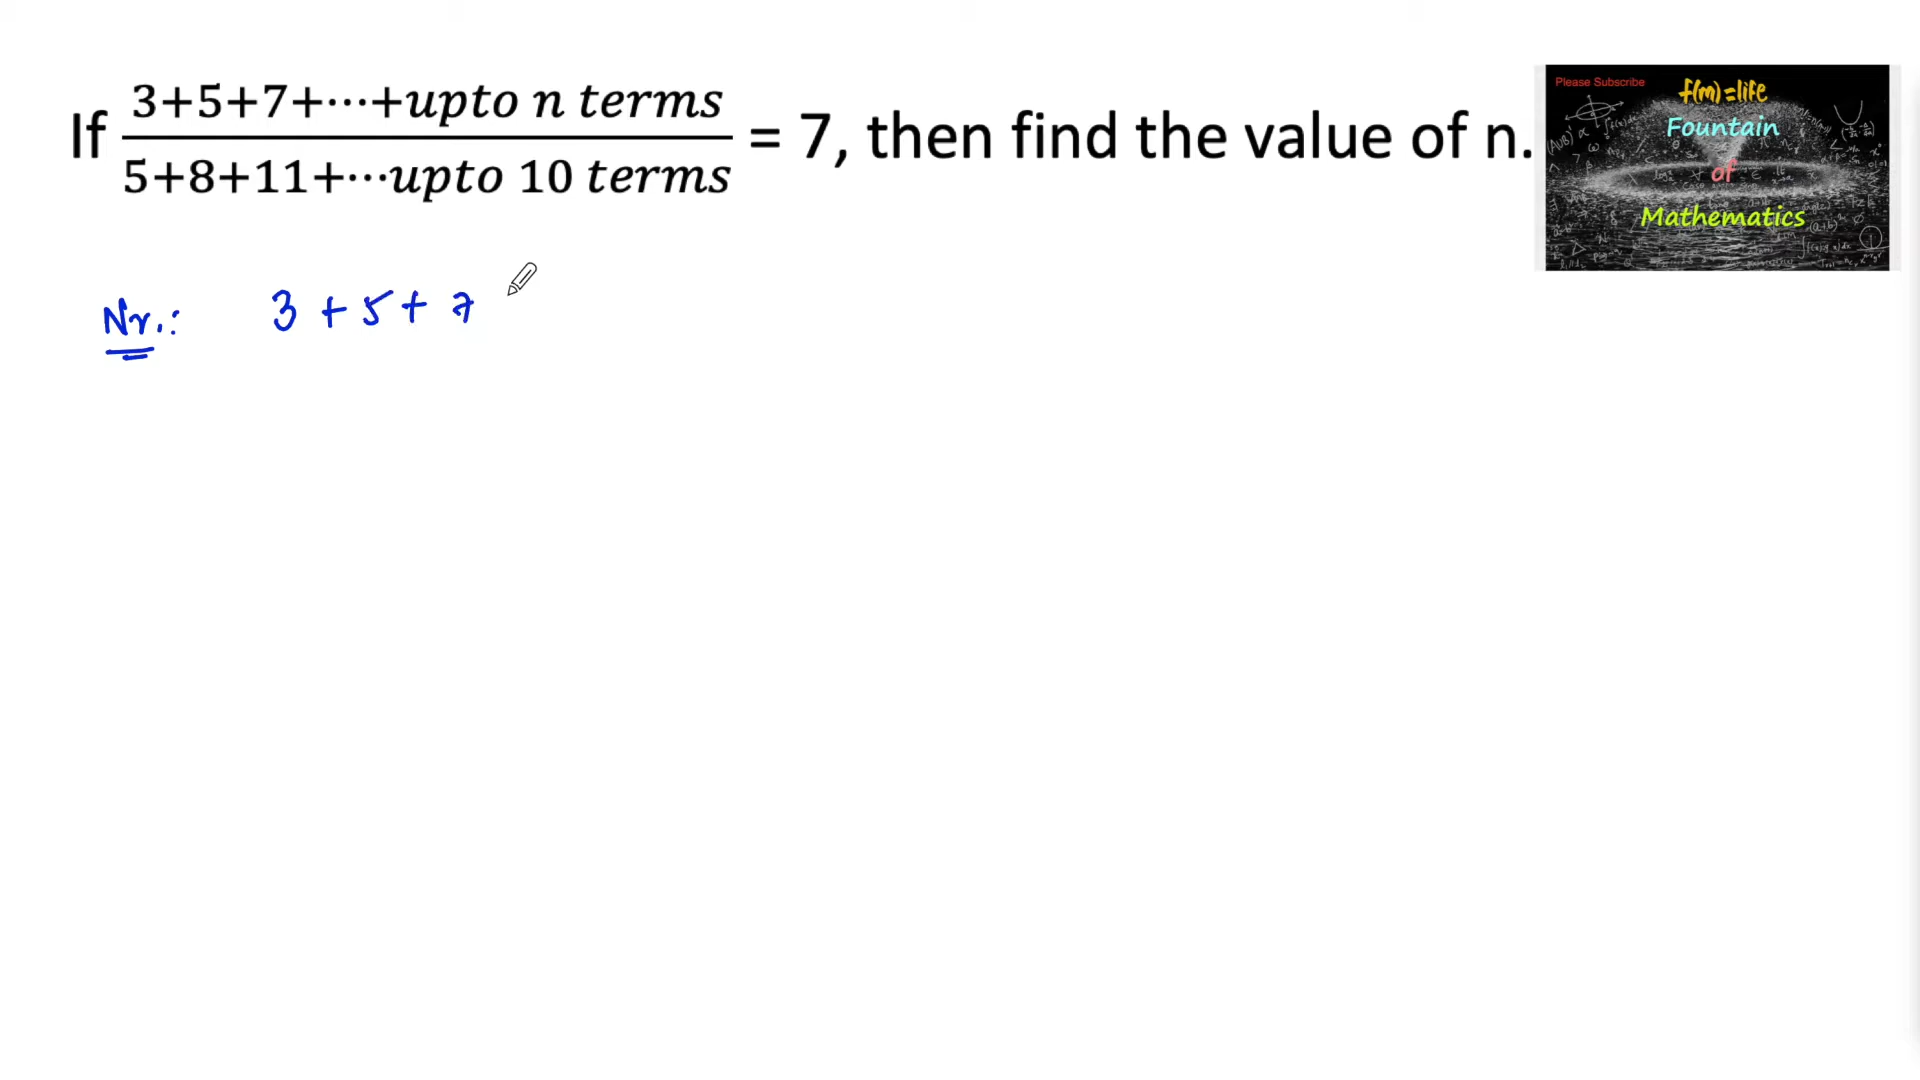 If 3+5+7+⋯+upto n terms / 5+8+11+⋯upto 10 terms = 7, then find the value of n.
Please Subscribe
f(m)=life
Fountain
of
Mathematics
Nr.: 3 + 5 + 7